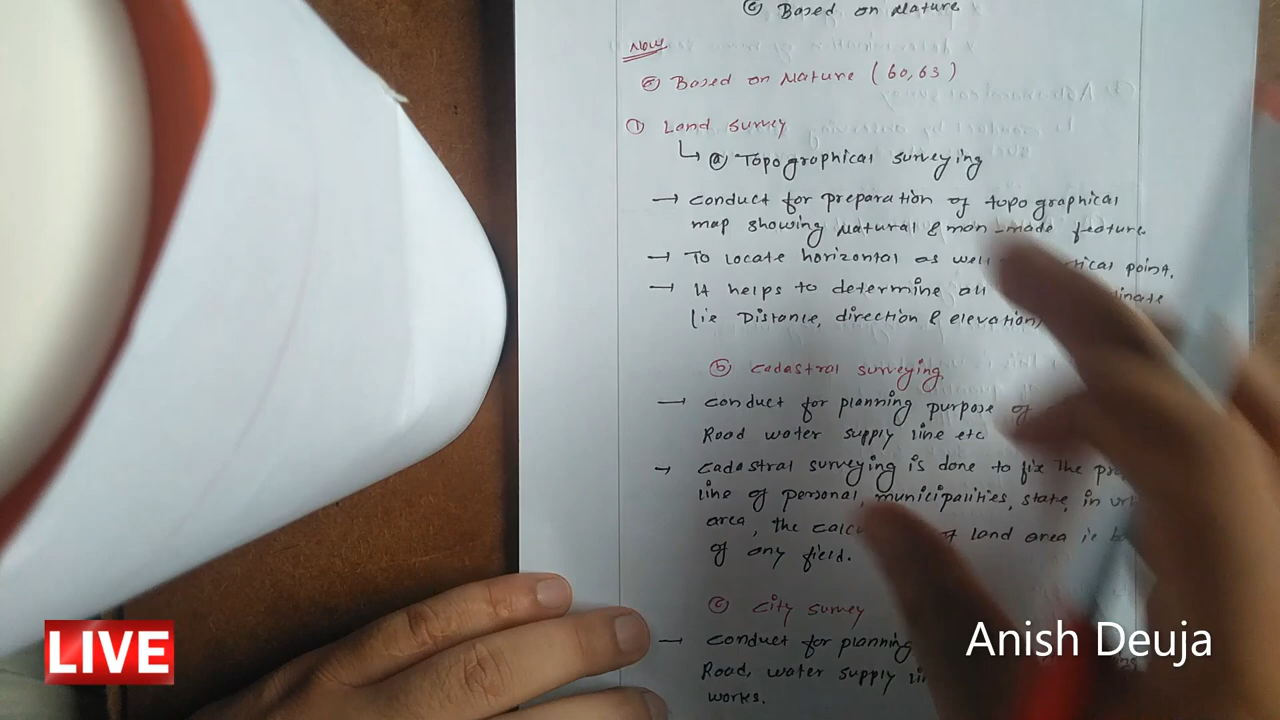 © Based on Nature
Now
© Based on Nature (60,63)
① Land survey
ⓐ Topographical surveying
→ conduct for preparation of topographical
map showing Natural & man-made feature.
→ To locate horizontal as well point.
→ It helps to determine all
(i.e Distance, direction & elevation)
ⓑ cadastral surveying
→ conduct for planning purpose of
Road water supply line etc
→ cadastral surveying is done to fix the
line of personal, municipalities, state, in
area, the land area is
of any field.
© city survey
→ conduct for planning
Road, water supply
works.
LIVE
Anish Deuja